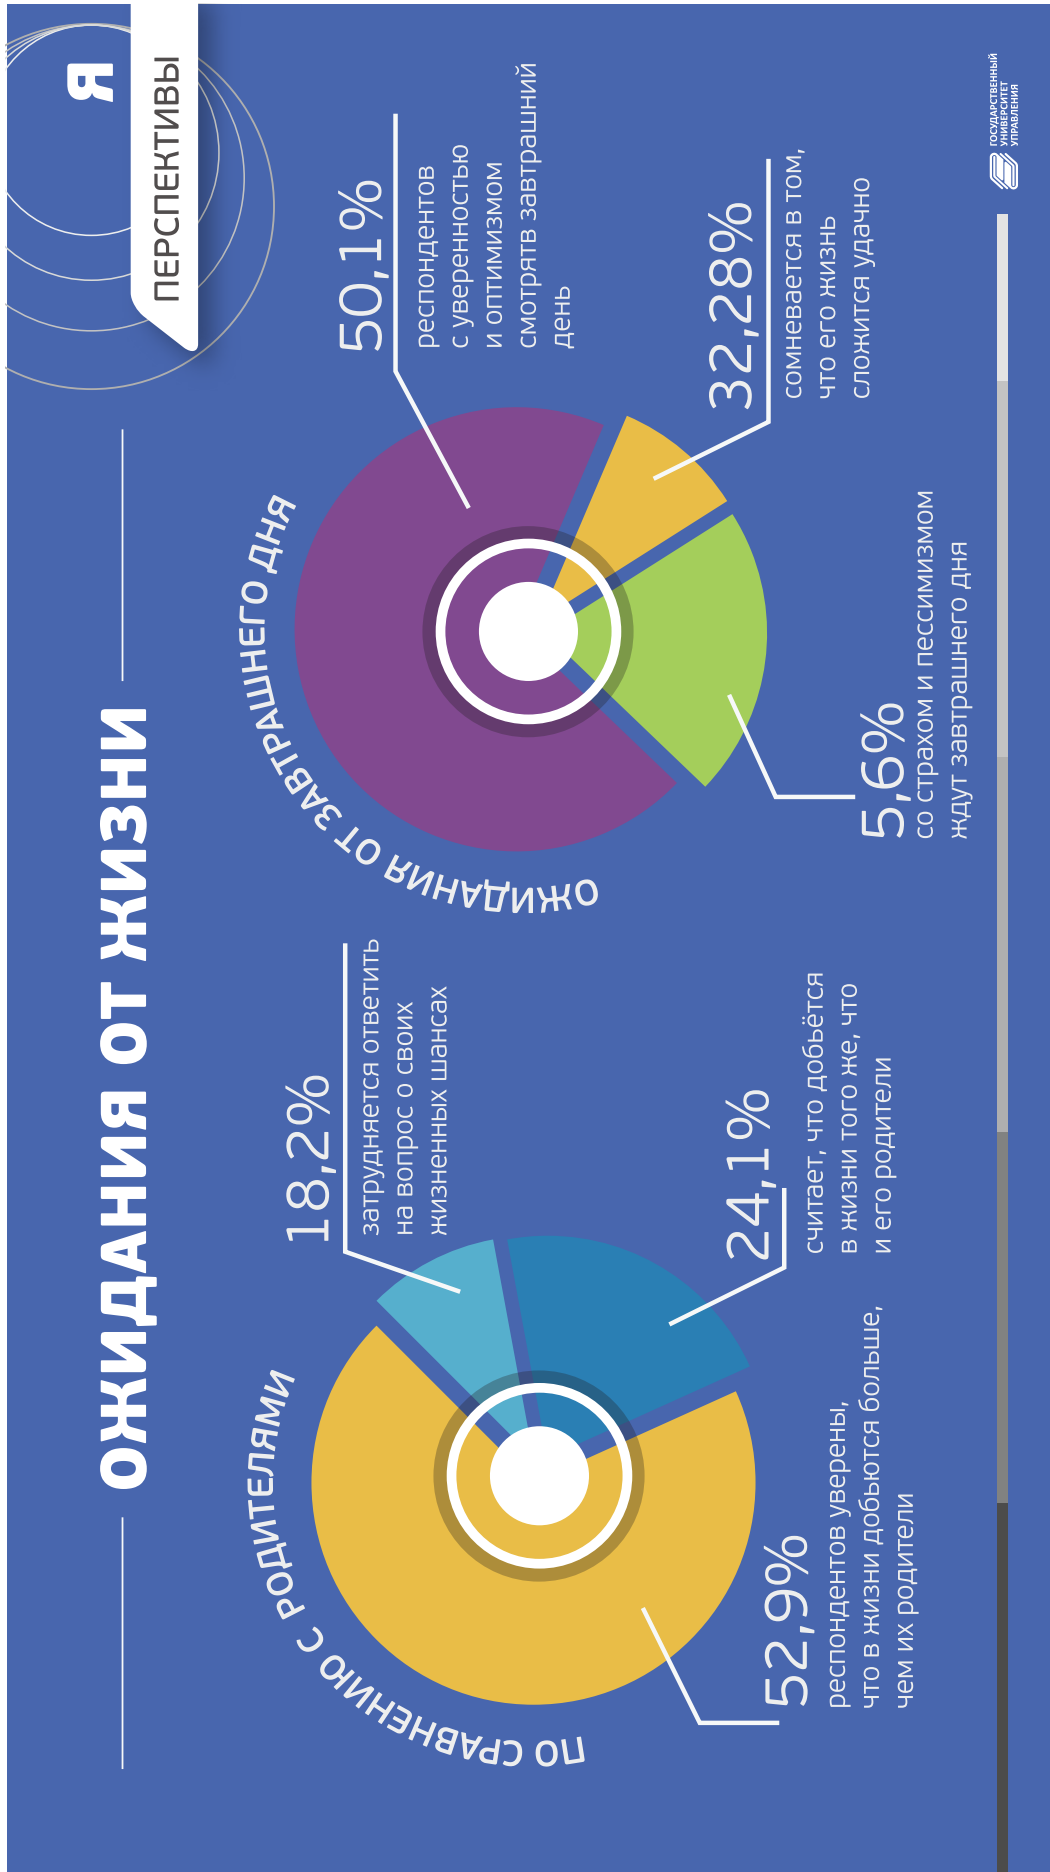 Я
ПЕРСПЕКТИВЫ
ОЖИДАНИЯ ОТ ЖИЗНИ
ПО СРАВНЕНИЮ С РОДИТЕЛЯМИ
18,2%
затрудняется ответить
на вопрос о своих
жизненных шансах
24,1%
считает, что добьётся
в жизни того же, что
и его родители
52,9%
респондентов уверены,
что в жизни добьются больше,
чем их родители
ОЖИДАНИЯ ОТ ЗАВТРАШНЕГО ДНЯ
50,1%
респондентов
с уверенностью
и оптимизмом
смотрятв завтрашний
день
32,28%
сомневается в том,
что его жизнь
сложится удачно
5,6%
со страхом и пессимизмом
ждут завтрашнего дня
ГОСУДАРСТВЕННЫЙ
УНИВЕРСИТЕТ
УПРАВЛЕНИЯ